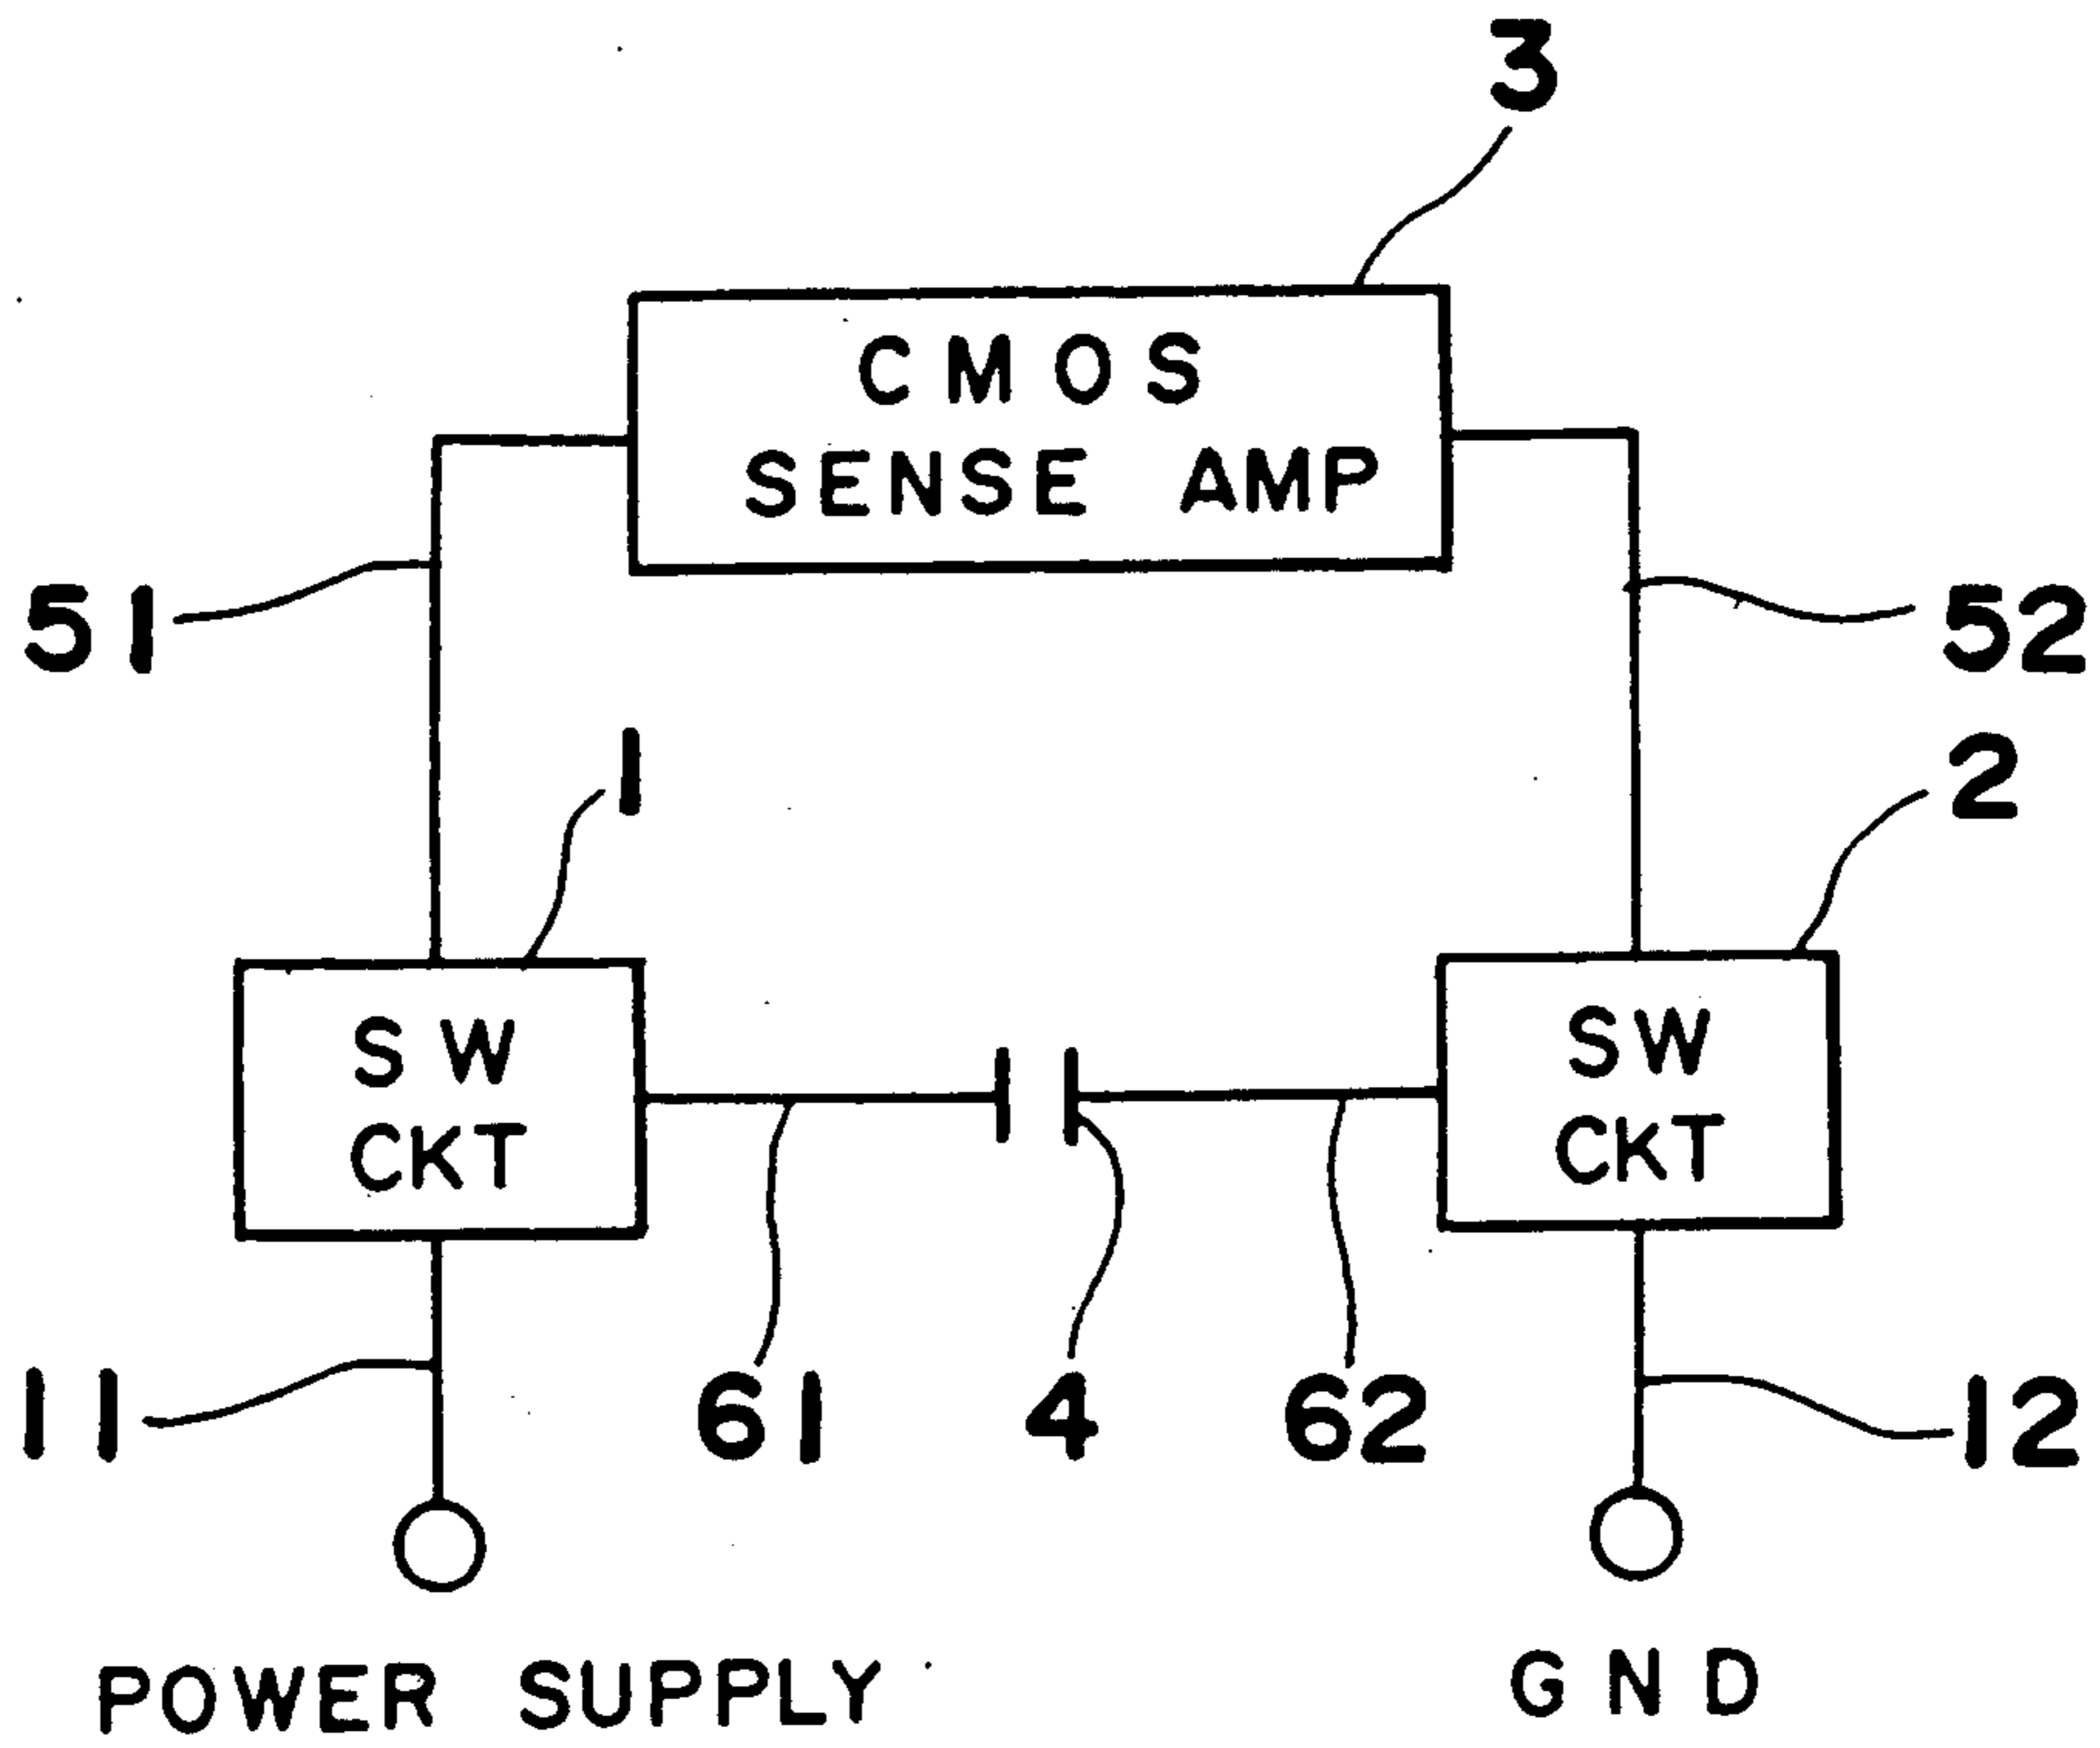 3
CMOS
SENSE AMP
51
52
1
2
SW
CKT
SW
CKT
11
61
4
62
12
POWER SUPPLY
GND